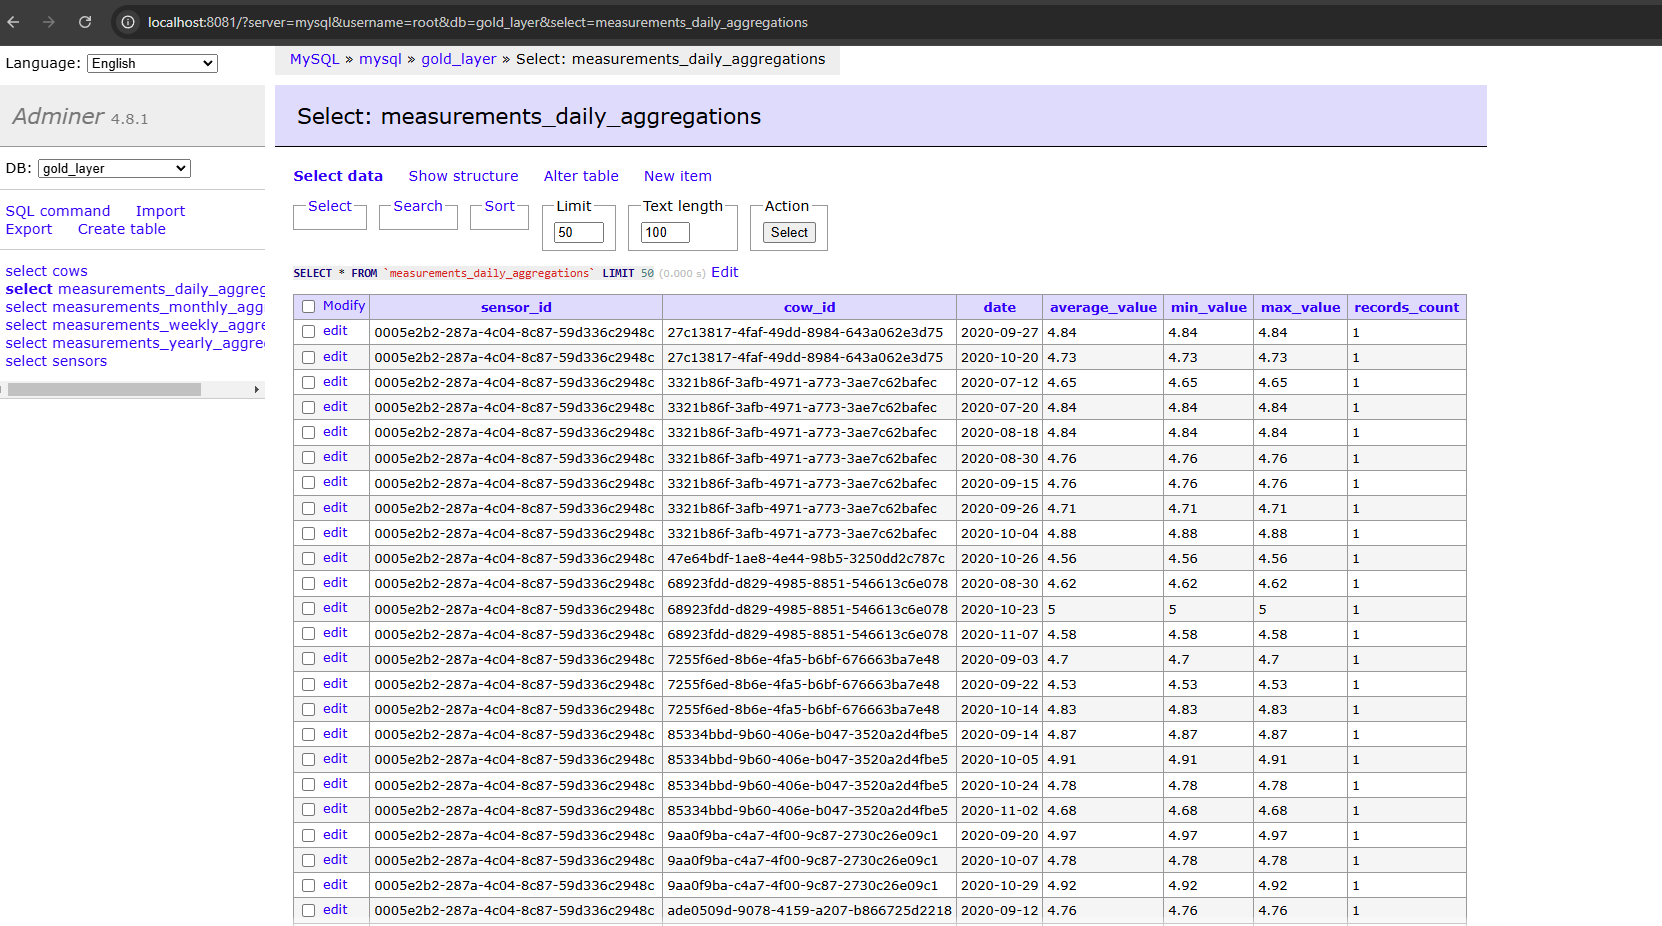 localhost:8081/?server=mysql&username=root&db=gold_layer&select=measurements_daily_aggregations
Language: English
MySQL » mysql » gold_layer » Select: measurements_daily_aggregations
Adminer 4.8.1
Select: measurements_daily_aggregations
DB: gold_layer
SQL command Import
Export Create table
select cows
select measurements_daily_aggreg
select measurements_monthly_agg
select measurements_weekly_aggre
select measurements_yearly_aggre
select sensors
Select data Show structure Alter table New item
Select Search Sort Limit Text length Action
50 100 Select
SELECT * FROM `measurements_daily_aggregations` LIMIT 50 (0.000 s) Edit
Modify sensor_id cow_id date average_value min_value max_value records_count
edit 0005e2b2-287a-4c04-8c87-59d336c2948c 27c13817-4faf-49dd-8984-643a062e3d75 2020-09-27 4.84 4.84 4.84 1
edit 0005e2b2-287a-4c04-8c87-59d336c2948c 27c13817-4faf-49dd-8984-643a062e3d75 2020-10-20 4.73 4.73 4.73 1
edit 0005e2b2-287a-4c04-8c87-59d336c2948c 3321b86f-3afb-4971-a773-3ae7c62bafec 2020-07-12 4.65 4.65 4.65 1
edit 0005e2b2-287a-4c04-8c87-59d336c2948c 3321b86f-3afb-4971-a773-3ae7c62bafec 2020-07-20 4.84 4.84 4.84 1
edit 0005e2b2-287a-4c04-8c87-59d336c2948c 3321b86f-3afb-4971-a773-3ae7c62bafec 2020-08-18 4.84 4.84 4.84 1
edit 0005e2b2-287a-4c04-8c87-59d336c2948c 3321b86f-3afb-4971-a773-3ae7c62bafec 2020-08-30 4.76 4.76 4.76 1
edit 0005e2b2-287a-4c04-8c87-59d336c2948c 3321b86f-3afb-4971-a773-3ae7c62bafec 2020-09-15 4.76 4.76 4.76 1
edit 0005e2b2-287a-4c04-8c87-59d336c2948c 3321b86f-3afb-4971-a773-3ae7c62bafec 2020-09-26 4.71 4.71 4.71 1
edit 0005e2b2-287a-4c04-8c87-59d336c2948c 3321b86f-3afb-4971-a773-3ae7c62bafec 2020-10-04 4.88 4.88 4.88 1
edit 0005e2b2-287a-4c04-8c87-59d336c2948c 47e64bdf-1ae8-4e44-98b5-3250dd2c787c 2020-10-26 4.56 4.56 4.56 1
edit 0005e2b2-287a-4c04-8c87-59d336c2948c 68923fdd-d829-4985-8851-546613c6e078 2020-08-30 4.62 4.62 4.62 1
edit 0005e2b2-287a-4c04-8c87-59d336c2948c 68923fdd-d829-4985-8851-546613c6e078 2020-10-23 5 5 5 1
edit 0005e2b2-287a-4c04-8c87-59d336c2948c 68923fdd-d829-4985-8851-546613c6e078 2020-11-07 4.58 4.58 4.58 1
edit 0005e2b2-287a-4c04-8c87-59d336c2948c 7255f6ed-8b6e-4fa5-b6bf-676663ba7e48 2020-09-03 4.7 4.7 4.7 1
edit 0005e2b2-287a-4c04-8c87-59d336c2948c 7255f6ed-8b6e-4fa5-b6bf-676663ba7e48 2020-09-22 4.53 4.53 4.53 1
edit 0005e2b2-287a-4c04-8c87-59d336c2948c 7255f6ed-8b6e-4fa5-b6bf-676663ba7e48 2020-10-14 4.83 4.83 4.83 1
edit 0005e2b2-287a-4c04-8c87-59d336c2948c 85334bbd-9b60-406e-b047-3520a2d4fbe5 2020-09-14 4.87 4.87 4.87 1
edit 0005e2b2-287a-4c04-8c87-59d336c2948c 85334bbd-9b60-406e-b047-3520a2d4fbe5 2020-10-05 4.91 4.91 4.91 1
edit 0005e2b2-287a-4c04-8c87-59d336c2948c 85334bbd-9b60-406e-b047-3520a2d4fbe5 2020-10-24 4.78 4.78 4.78 1
edit 0005e2b2-287a-4c04-8c87-59d336c2948c 85334bbd-9b60-406e-b047-3520a2d4fbe5 2020-11-02 4.68 4.68 4.68 1
edit 0005e2b2-287a-4c04-8c87-59d336c2948c 9aa0f9ba-c4a7-4f00-9c87-2730c26e09c1 2020-09-20 4.97 4.97 4.97 1
edit 0005e2b2-287a-4c04-8c87-59d336c2948c 9aa0f9ba-c4a7-4f00-9c87-2730c26e09c1 2020-10-07 4.78 4.78 4.78 1
edit 0005e2b2-287a-4c04-8c87-59d336c2948c 9aa0f9ba-c4a7-4f00-9c87-2730c26e09c1 2020-10-29 4.92 4.92 4.92 1
edit 0005e2b2-287a-4c04-8c87-59d336c2948c ade0509d-9078-4159-a207-b866725d2218 2020-09-12 4.76 4.76 4.76 1